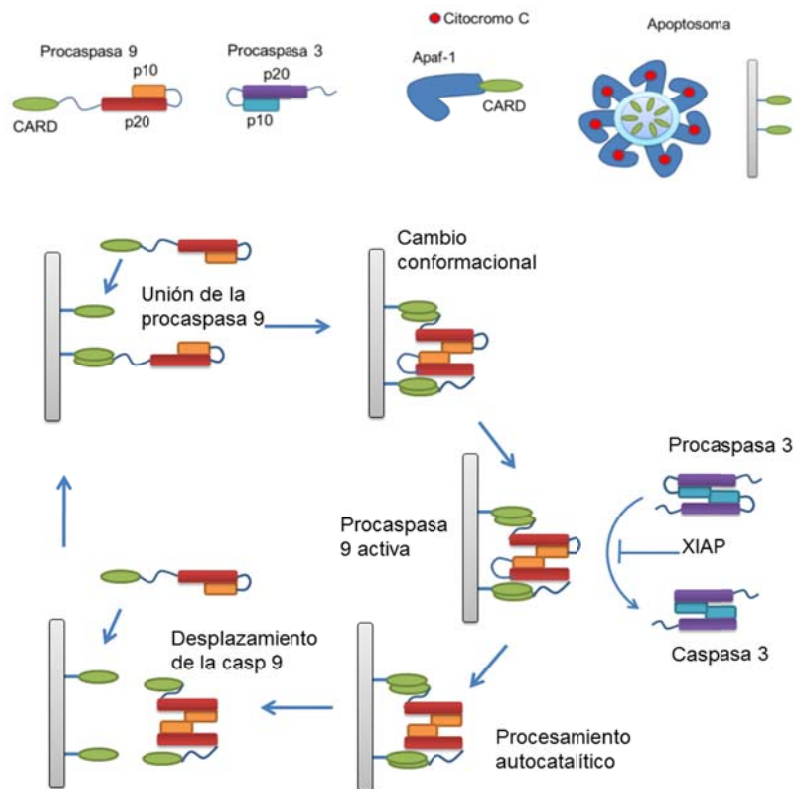 Procaspasa 9
p10
CARD
p20
Procaspasa 3
p20
p10
Citocromo C
Apaf-1
CARD
Apoptosoma
Unión de la
procaspasa 9
Cambio
conformacional
Procaspasa
9 activa
Procaspasa 3
XIAP
Caspasa 3
Procesamiento
autocatalítico
Desplazamiento
de la casp 9